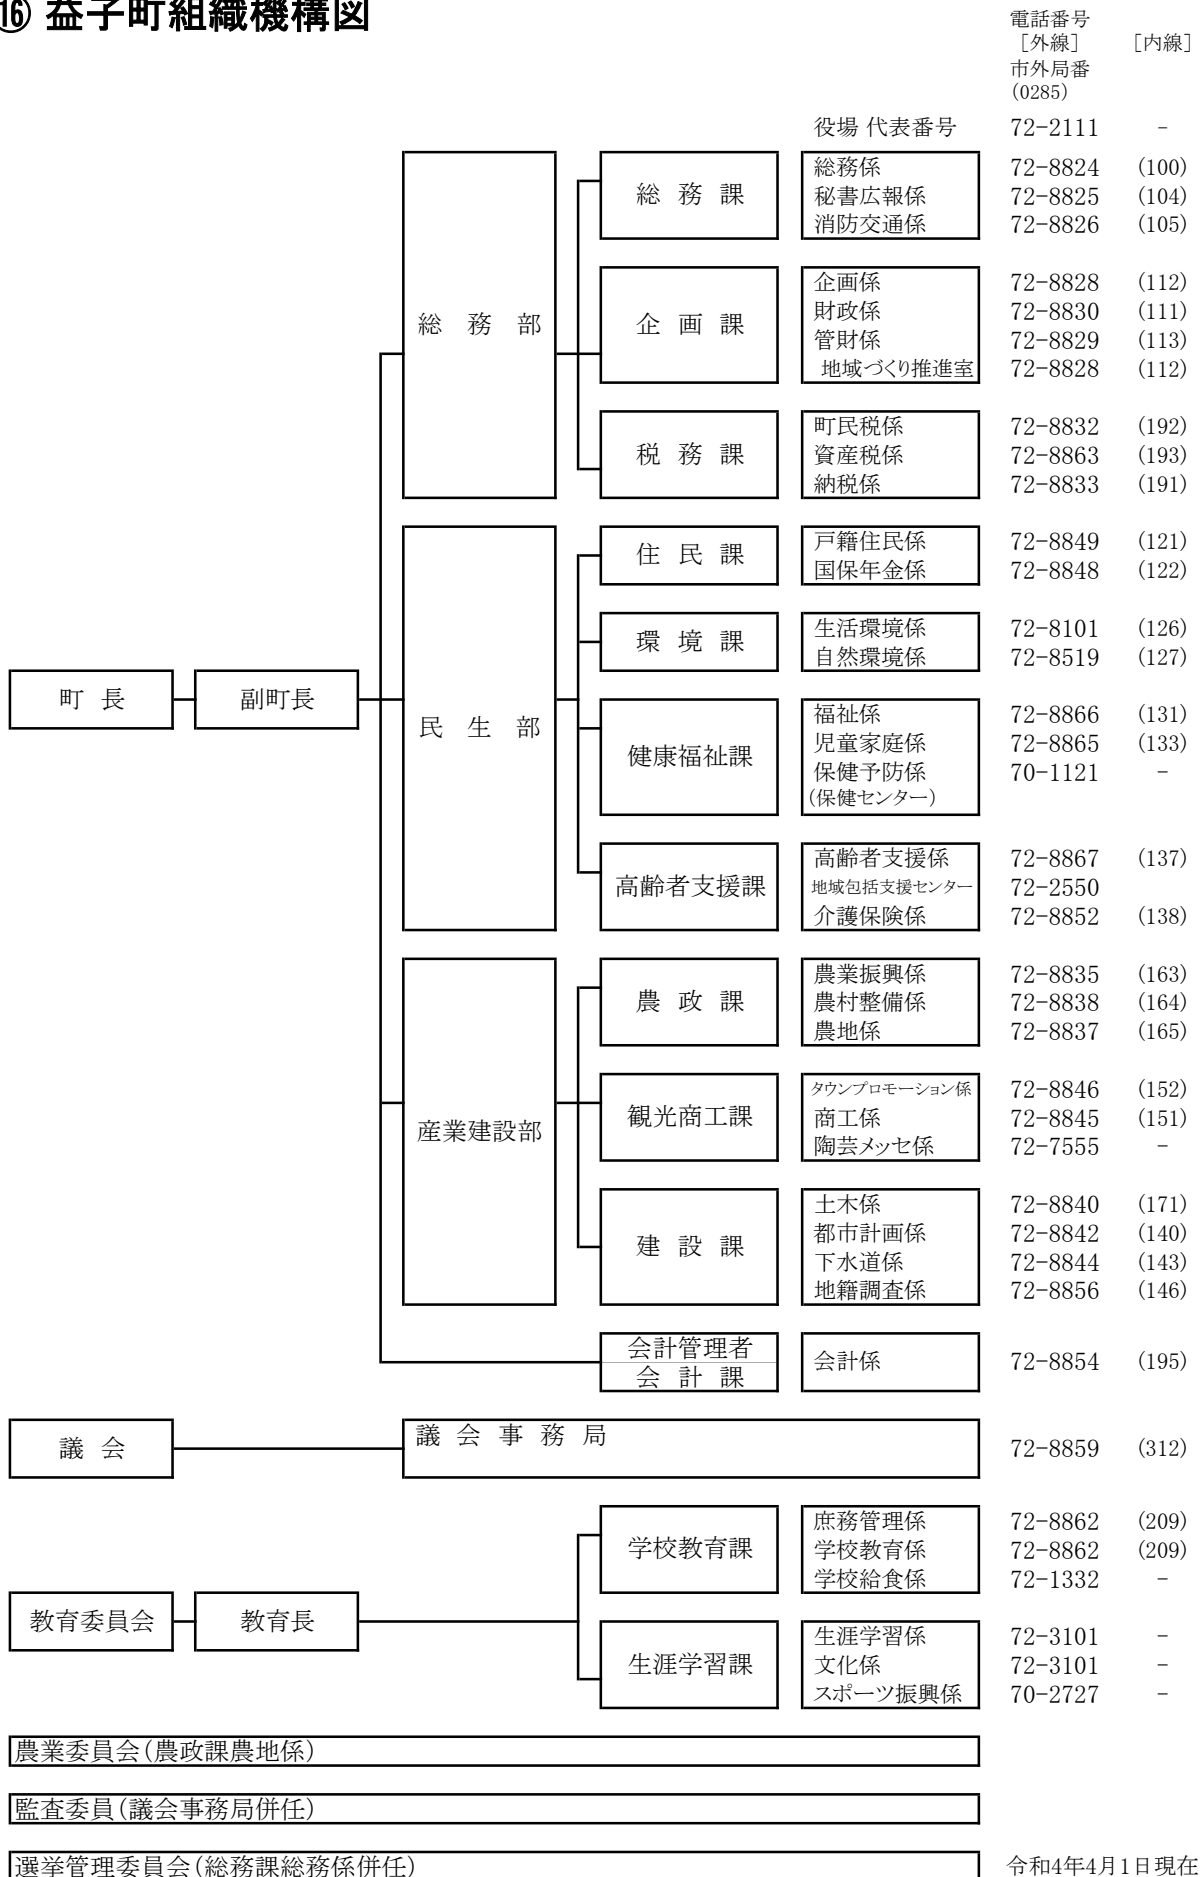 ⑯ 益子町組織機構図
電話番号
［外線］ ［内線］
市外局番
(0285)
役場 代表番号 72-2111 -
総務係 72-8824 (100)
総務課 秘書広報係 72-8825 (104)
消防交通係 72-8826 (105)
企画係 72-8828 (112)
財政係 72-8830 (111)
総務部 企画課
管財係 72-8829 (113)
地域づくり推進室 72-8828 (112)
町民税係 72-8832 (192)
税務課 資産税係 72-8863 (193)
納税係 72-8833 (191)
戸籍住民係 72-8849 (121)
住民課
国保年金係 72-8848 (122)
生活環境係 72-8101 (126)
環境課
自然環境係 72-8519 (127)
町長 副町長
福祉係 72-8866 (131)
民生部
児童家庭係 72-8865 (133)
健康福祉課
保健予防係 70-1121 -
(保健センター)
高齢者支援係 72-8867 (137)
高齢者支援課 地域包括支援センター 72-2550
介護保険係 72-8852 (138)
農業振興係 72-8835 (163)
農政課 農村整備係 72-8838 (164)
農地係 72-8837 (165)
タウンプロモーション係 72-8846 (152)
観光商工課 商工係 72-8845 (151)
産業建設部
陶芸メッセ係 72-7555 -
土木係 72-8840 (171)
都市計画係 72-8842 (140)
建設課
下水道係 72-8844 (143)
地籍調査係 72-8856 (146)
会計管理者
会計係 72-8854 (195)
会計課
議会 議会事務局 72-8859 (312)
庶務管理係 72-8862 (209)
学校教育課 学校教育係 72-8862 (209)
学校給食係 72-1332 -
教育委員会 教育長
生涯学習係 72-3101 -
生涯学習課 文化係 72-3101 -
スポーツ振興係 70-2727 -
農業委員会(農政課農地係)
監査委員(議会事務局併任)
選挙管理委員会(総務課総務係併任) 令和4年4月1日現在